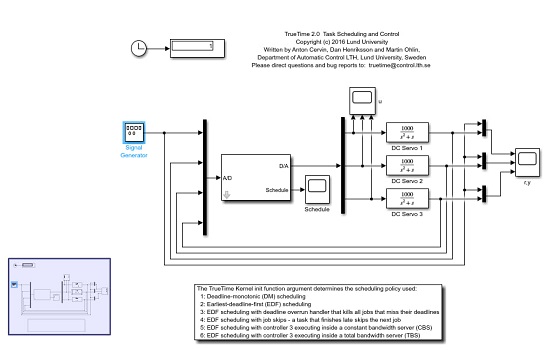 TrueTime 2.0  Task Scheduling and Control
Copyright (c) 2016 Lund University
Written by Anton Cervin, Dan Henriksson and Martin Ohlin,
Department of Automatic Control LTH, Lund University, Sweden
Please direct questions and bug reports to:  truetime@control.lth.se
1
u
Signal
Generator
A/D
D/A
Schedule
Schedule
1000
s²+s
DC Servo 1
1000
s²+s
DC Servo 2
1000
s²+s
DC Servo 3
r,y
The TrueTime Kernel init function argument determines the scheduling policy used:
1: Deadline-monotonic (DM) scheduling
2: Earliest-deadline-first (EDF) scheduling
3: EDF scheduling with deadline overrun handler that kills all jobs that miss their deadlines
4: EDF scheduling with job skips - a task that finishes late skips the next job
5: EDF scheduling with controller 3 executing inside a constant bandwidth server (CBS)
6: EDF scheduling with controller 3 executing inside a total bandwidth server (TBS)